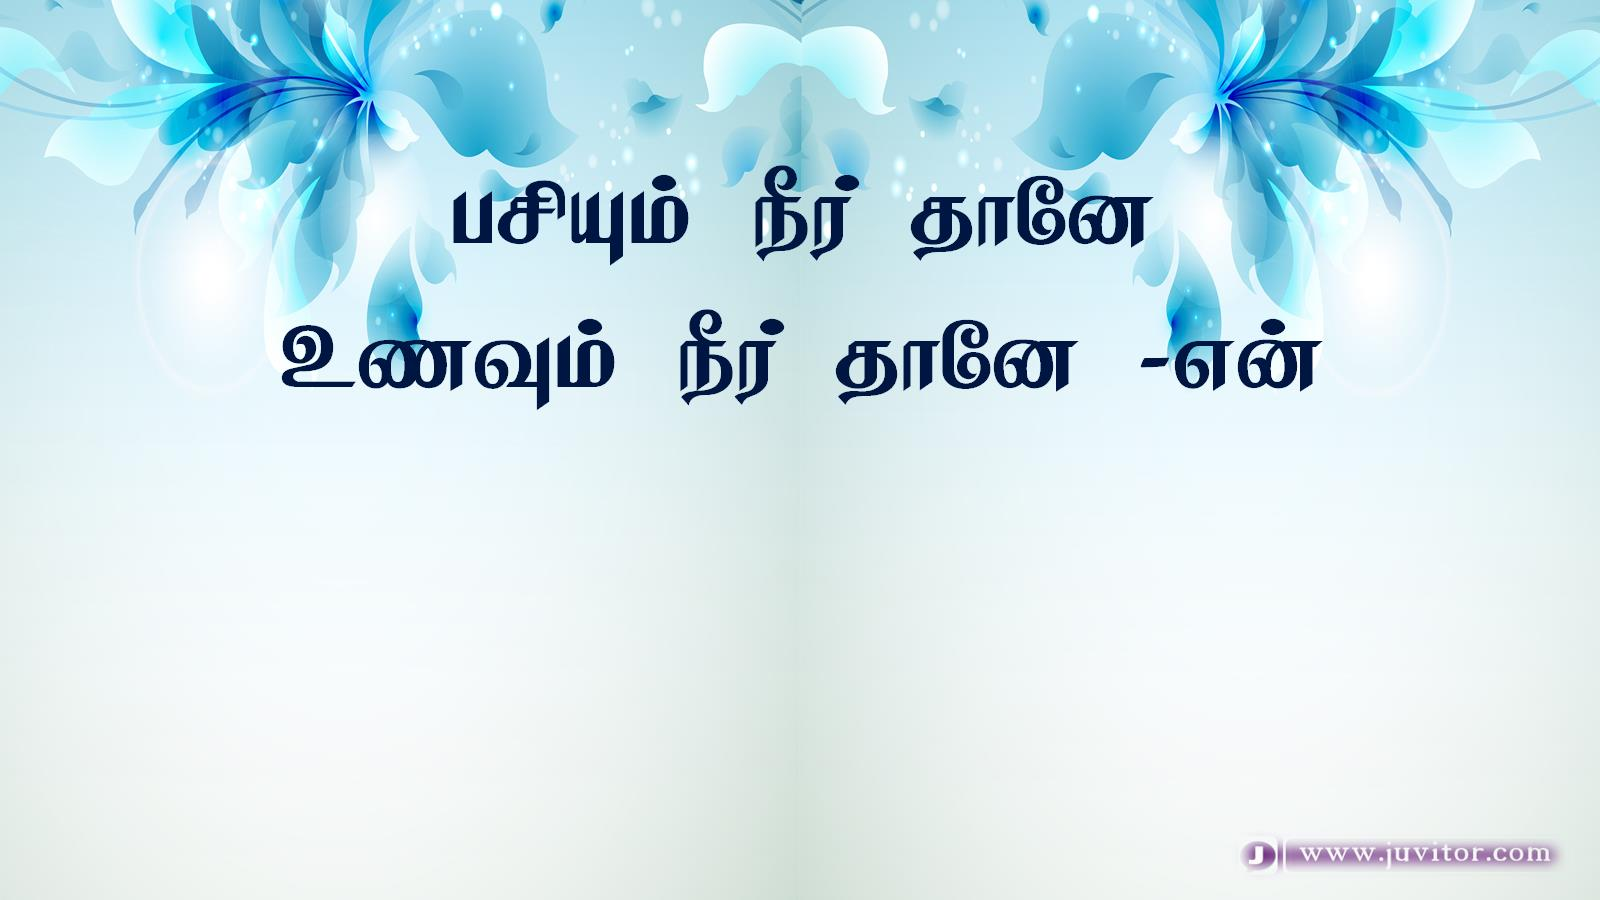 பசியும் நீர் தானே
உணவும் நீர் தானே -என்
J www.juvitor.com